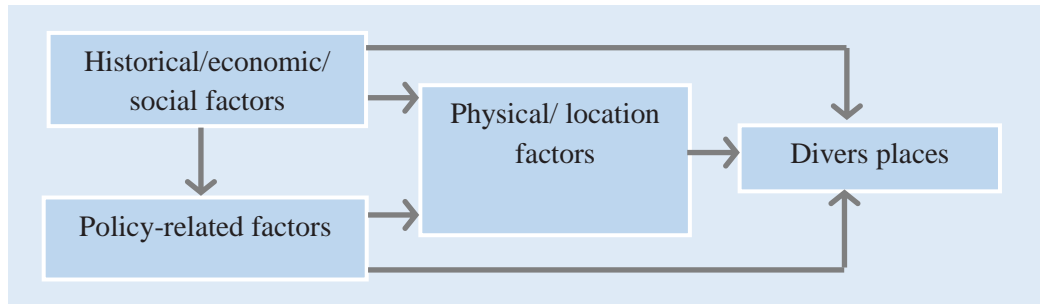 Historical/economic/
social factors
Physical/ location
factors
Divers places
Policy-related factors